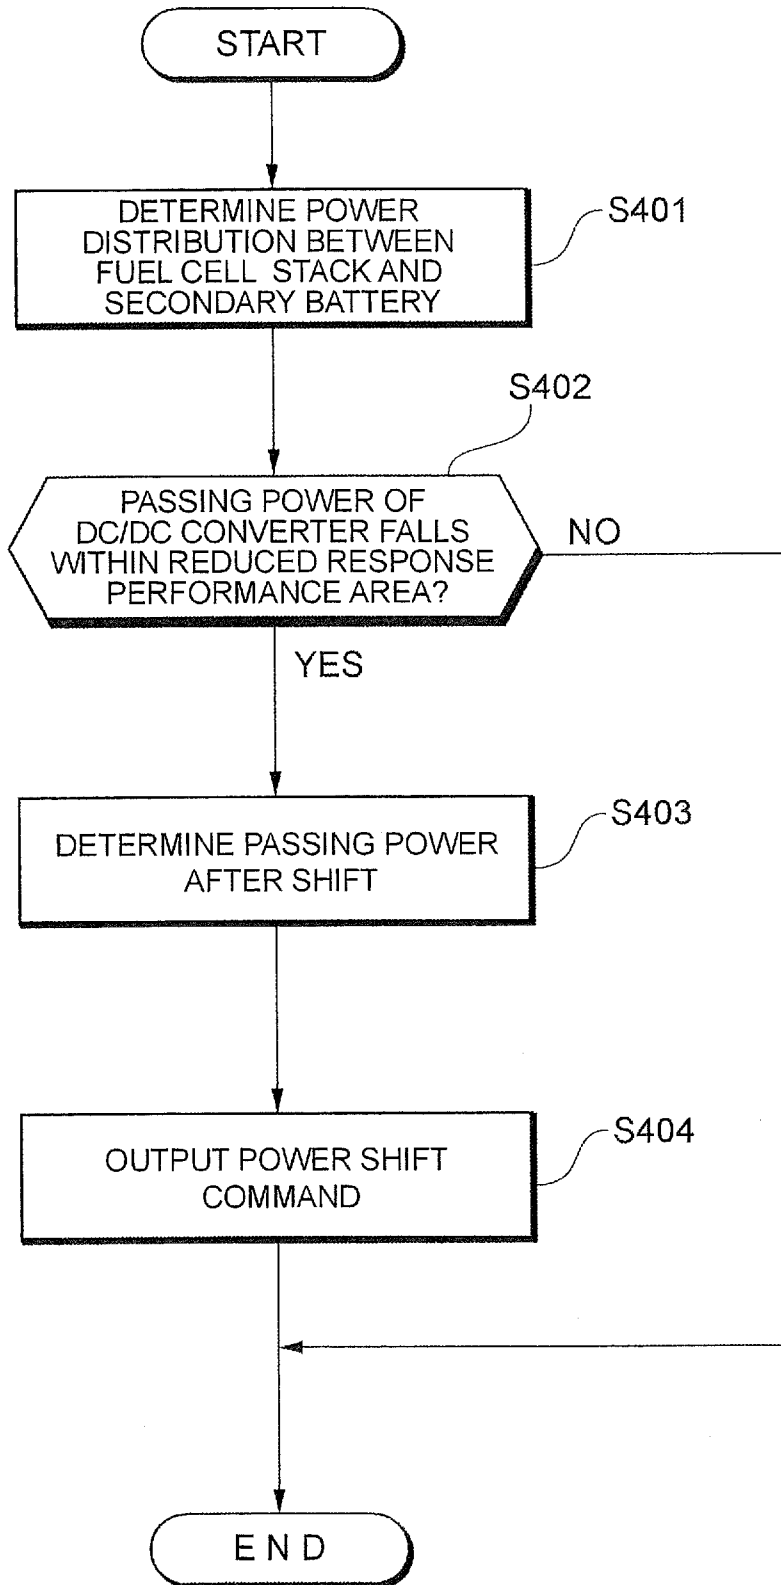 START
DETERMINE POWER
DISTRIBUTION BETWEEN
FUEL CELL STACK AND
SECONDARY BATTERY
S401
S402
PASSING POWER OF
DC/DC CONVERTER FALLS
WITHIN REDUCED RESPONSE
PERFORMANCE AREA?
NO
YES
DETERMINE PASSING POWER
AFTER SHIFT
S403
OUTPUT POWER SHIFT
COMMAND
S404
END